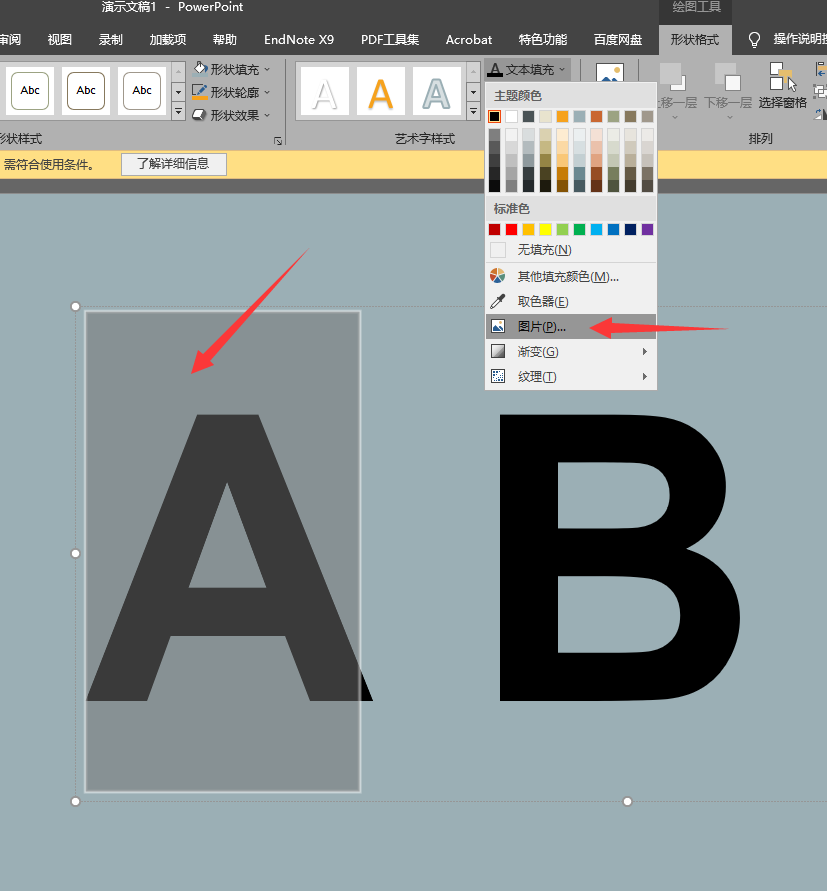 演示文稿1 - PowerPoint
绘图工具
审阅 视图 录制 加载项 帮助 EndNote X9 PDF工具集 Acrobat 特色功能 百度网盘 形状格式 操作说明搜
Abc Abc Abc
形状填充
形状轮廓
形状效果
A A A
A 文本填充
上移一层 下移一层 选择窗格
形状样式 艺术字样式 排列
需符合使用条件。 了解详细信息
主题颜色
标准色
无填充(N)
其他填充颜色(M)...
取色器(E)
图片(P)...
渐变(G)
纹理(T)
A B